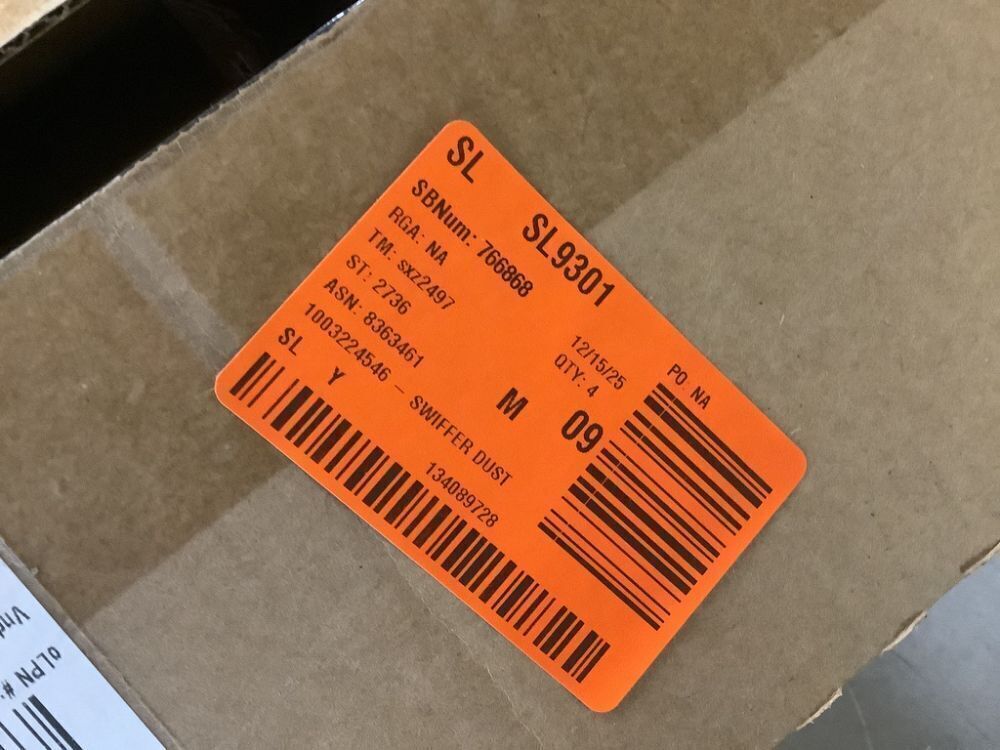 SL
SL9301
SBNum: 766868
RGA: NA
TM: sxz2497
ST: 2736
12/15/25
PO NA
ASN: 8363461
QTY: 4
1003224546 - SWIFFER DUST
M
09
SL
Y
134089728
oLPN #:
Vnd